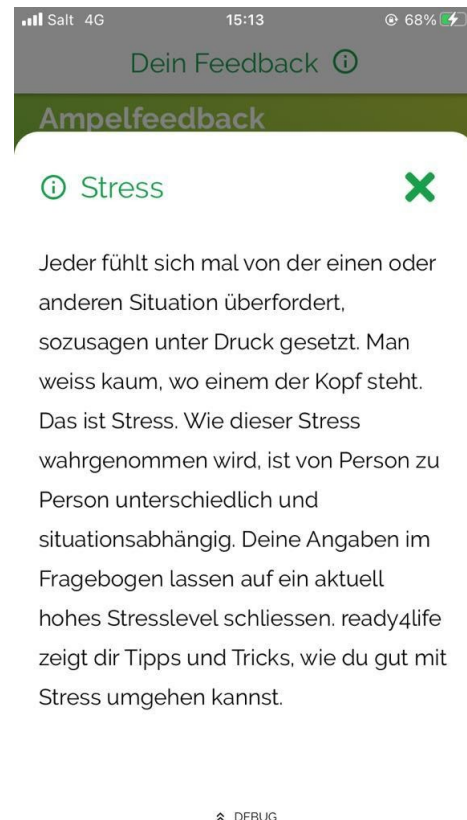 Salt 4G 15:13 68%
Dein Feedback
Ampelfeedback
Stress
Jeder fühlt sich mal von der einen oder
anderen Situation überfordert,
sozusagen unter Druck gesetzt. Man
weiss kaum, wo einem der Kopf steht.
Das ist Stress. Wie dieser Stress
wahrgenommen wird, ist von Person zu
Person unterschiedlich und
situationsabhängig. Deine Angaben im
Fragebogen lassen auf ein aktuell
hohes Stresslevel schliessen. ready4life
zeigt dir Tipps und Tricks, wie du gut mit
Stress umgehen kannst.
DEBUG